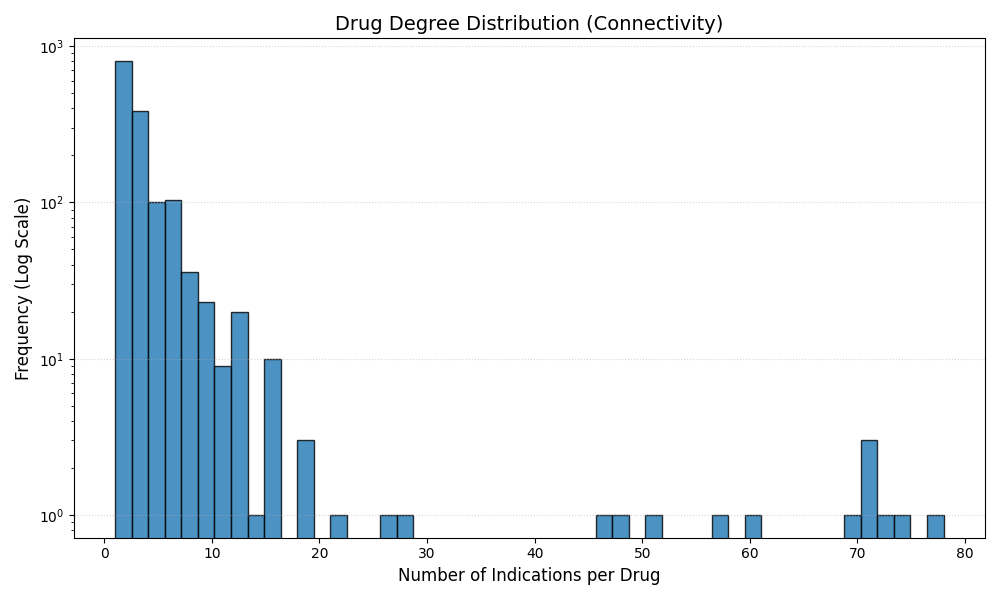 Drug Degree Distribution (Connectivity)
Frequency (Log Scale)
10³
10²
10¹
10⁰
0 10 20 30 40 50 60 70 80
Number of Indications per Drug